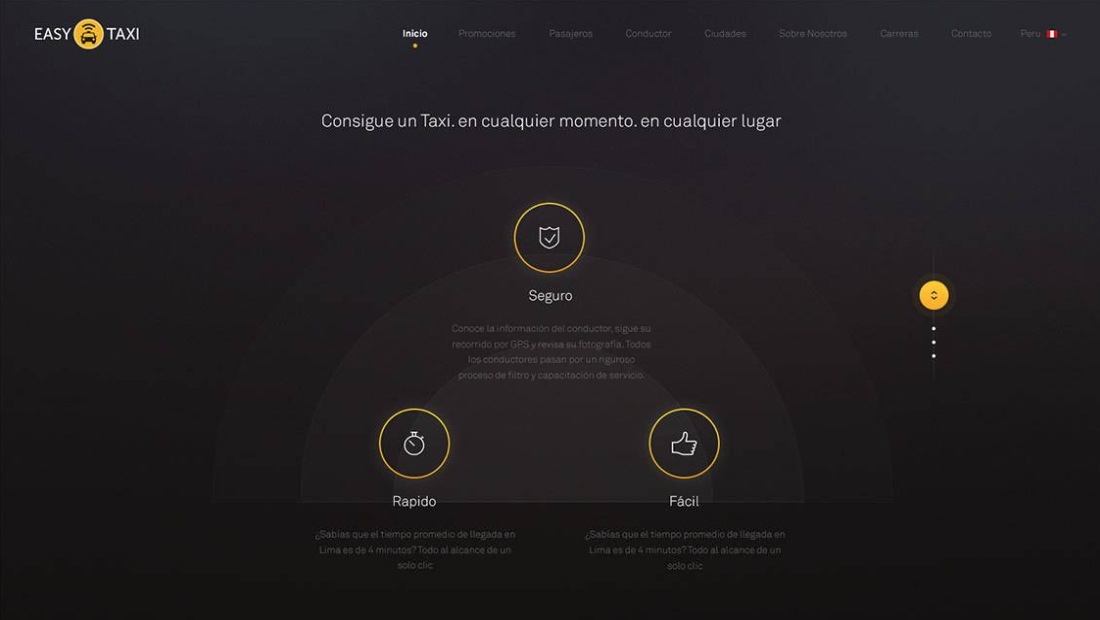 EASY TAXI
Inicio Promociones Pasajeros Conductor Ciudades Sobre Nosotros Carreras Contacto Peru
Consigue un Taxi. en cualquier momento. en cualquier lugar
Seguro
Conoce la información del conductor, sigue su
recorrido por GPS y revisa su fotografía. Todos
los conductores pasan por un riguroso
proceso de filtro y capacitación de servicio.
Rapido
¿Sabías que el tiempo promedio de llegada en
Lima es de 4 minutos? Todo al alcance de un
solo clic
Fácil
¿Sabías que el tiempo promedio de llegada en
Lima es de 4 minutos? Todo al alcance de un
solo clic